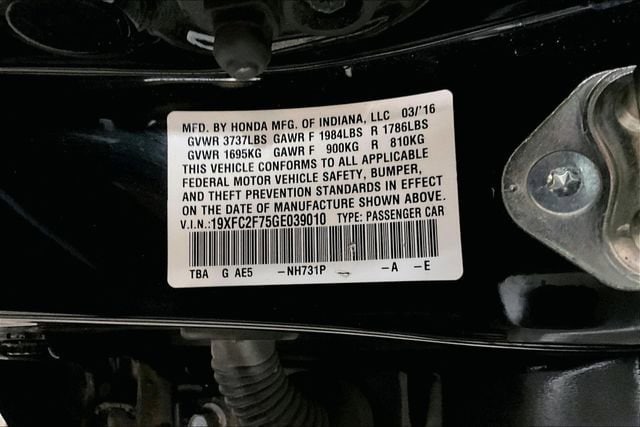 MFD. BY HONDA MFG. OF INDIANA, LLC 03/'16
GVWR 3737LBS GAWR F 1984LBS R 1786LBS
GVWR 1695KG GAWR F 900KG R 810KG
THIS VEHICLE CONFORMS TO ALL APPLICABLE
FEDERAL MOTOR VEHICLE SAFETY, BUMPER,
AND THEFT PREVENTION STANDARDS IN EFFECT
ON THE DATE OF MANUFACTURE SHOWN ABOVE.
V.I.N.:19XFC2F75GE039010 TYPE: PASSENGER CAR
TBA G AE5 -NH731P -A -E